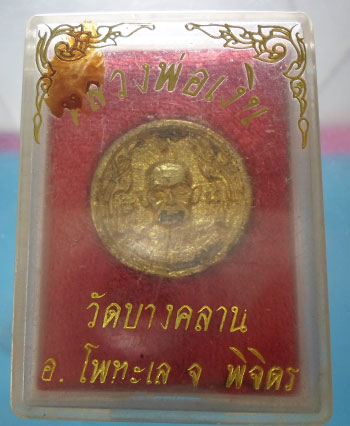 หลวงพ่อเงิน
วัดบางคลาน
อ. โพทะเล จ พิจิตร